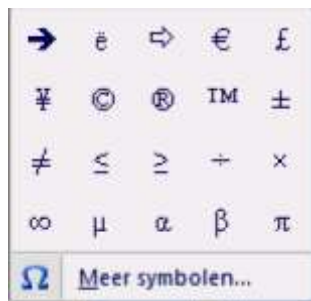 ➔ ë ⇨ € £
¥ © ® ™ ±
≠ ≤ ≥ ÷ ×
∞ µ α β π
Ω Meer symbolen...